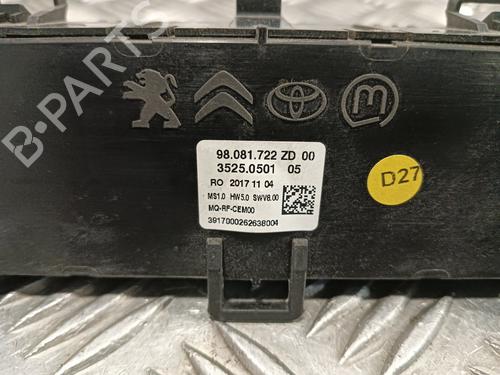 98.081.722 ZD 00
3525.0501 05
RO 2017 11 04
MS1.0 HW5.0 SWV8.00
MQ-RF-CEM00
3917000262638004
D27
B-PARTS